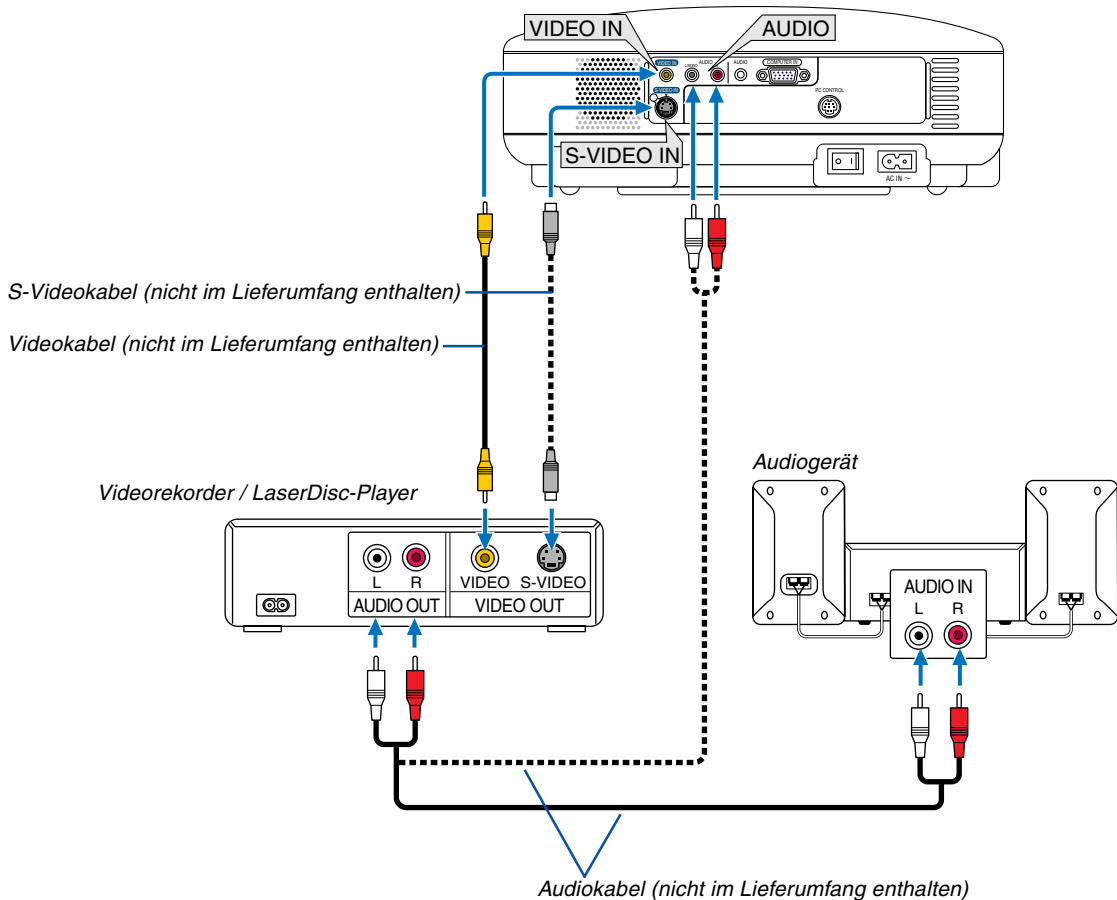 VIDEO IN
AUDIO
VIDEO IN
AUDIO
AUDIO
COMPUTER IN
L/MONO
R
S-VIDEO IN
PC CONTROL
S-VIDEO IN
AC IN ~
S-Videokabel (nicht im Lieferumfang enthalten)
Videokabel (nicht im Lieferumfang enthalten)
Audiogerät
Videorekorder / LaserDisc-Player
L R
VIDEO S-VIDEO
AUDIO OUT
VIDEO OUT
AUDIO IN
L R
Audiokabel (nicht im Lieferumfang enthalten)